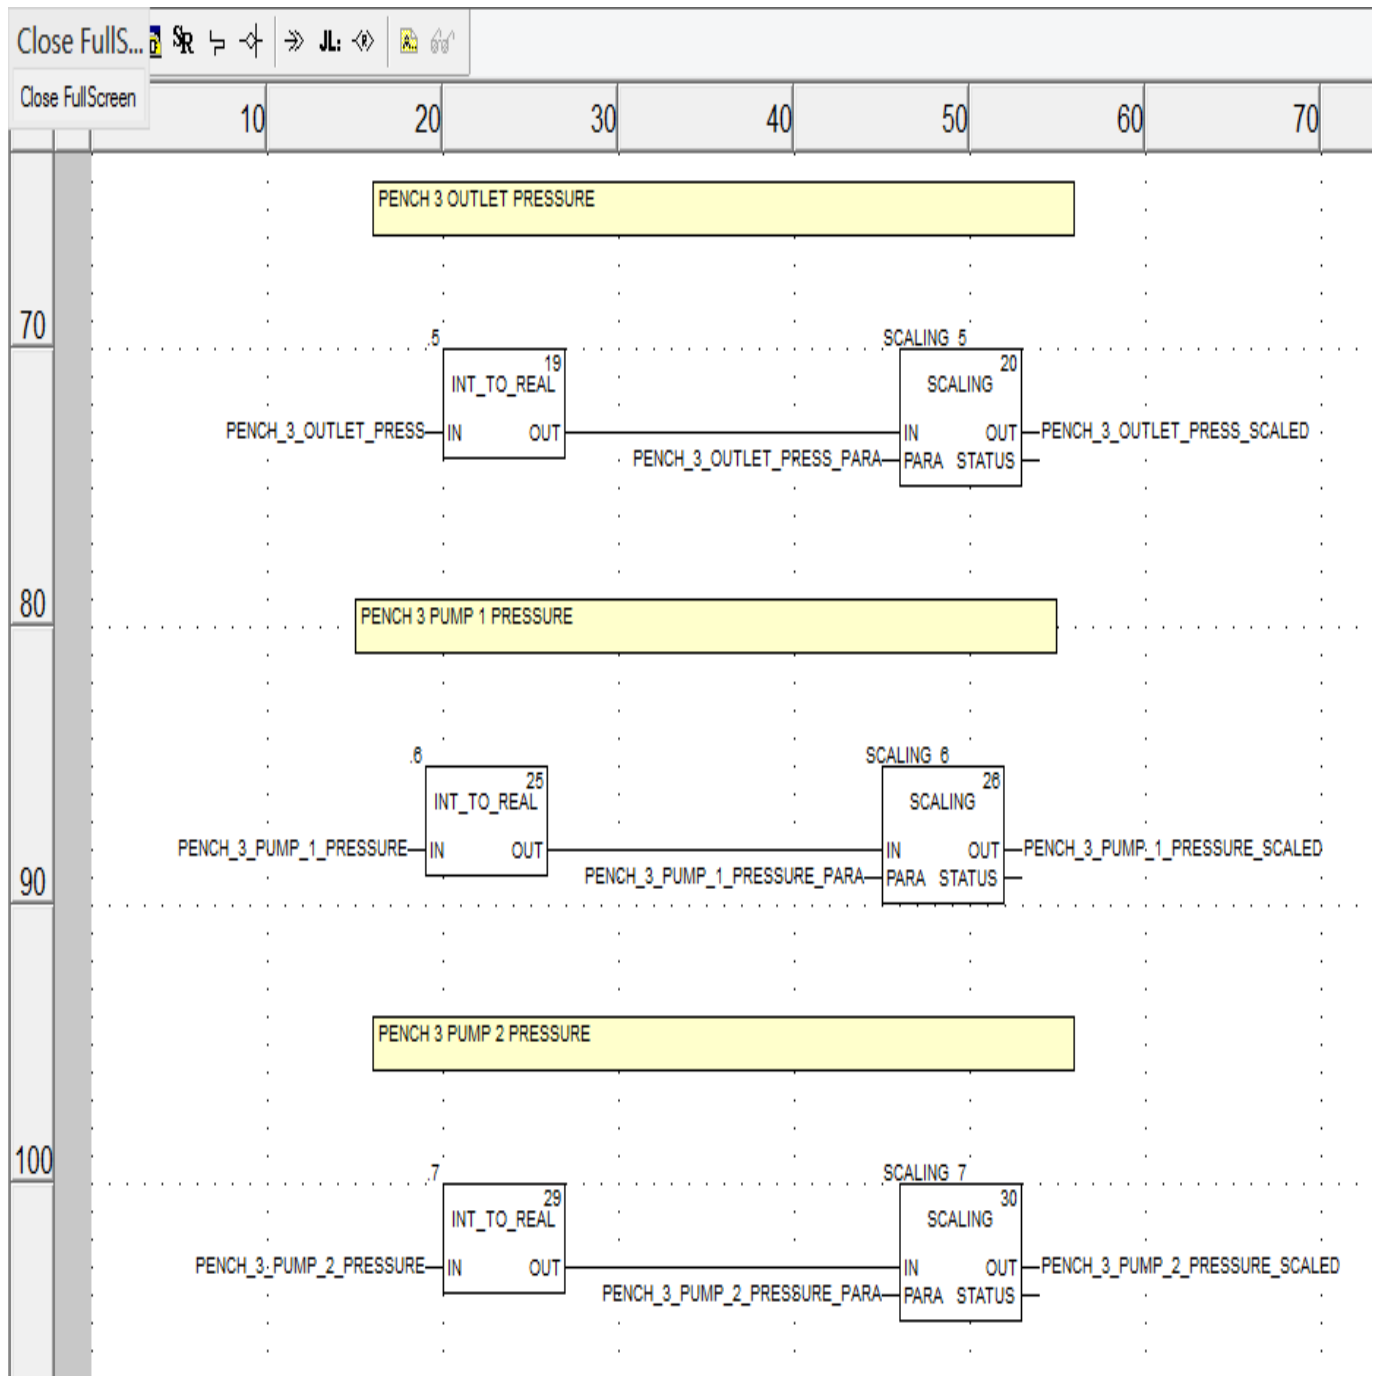 Close FullS...
SR JL: (R) A..
Close FullScreen
10 20 30 40 50 60 70
PENCH 3 OUTLET PRESSURE
70
.5 SCALING_5
19 20
INT_TO_REAL SCALING
PENCH_3_OUTLET_PRESS IN OUT IN OUT PENCH_3_OUTLET_PRESS_SCALED
PENCH_3_OUTLET_PRESS_PARA PARA STATUS
80
PENCH 3 PUMP 1 PRESSURE
.6 SCALING_6
25 26
INT_TO_REAL SCALING
PENCH_3_PUMP_1_PRESSURE IN OUT IN OUT PENCH_3_PUMP_1_PRESSURE_SCALED
PENCH_3_PUMP_1_PRESSURE_PARA PARA STATUS
90
PENCH 3 PUMP 2 PRESSURE
100
.7 SCALING_7
29 30
INT_TO_REAL SCALING
PENCH_3_PUMP_2_PRESSURE IN OUT IN OUT PENCH_3_PUMP_2_PRESSURE_SCALED
PENCH_3_PUMP_2_PRESSURE_PARA PARA STATUS